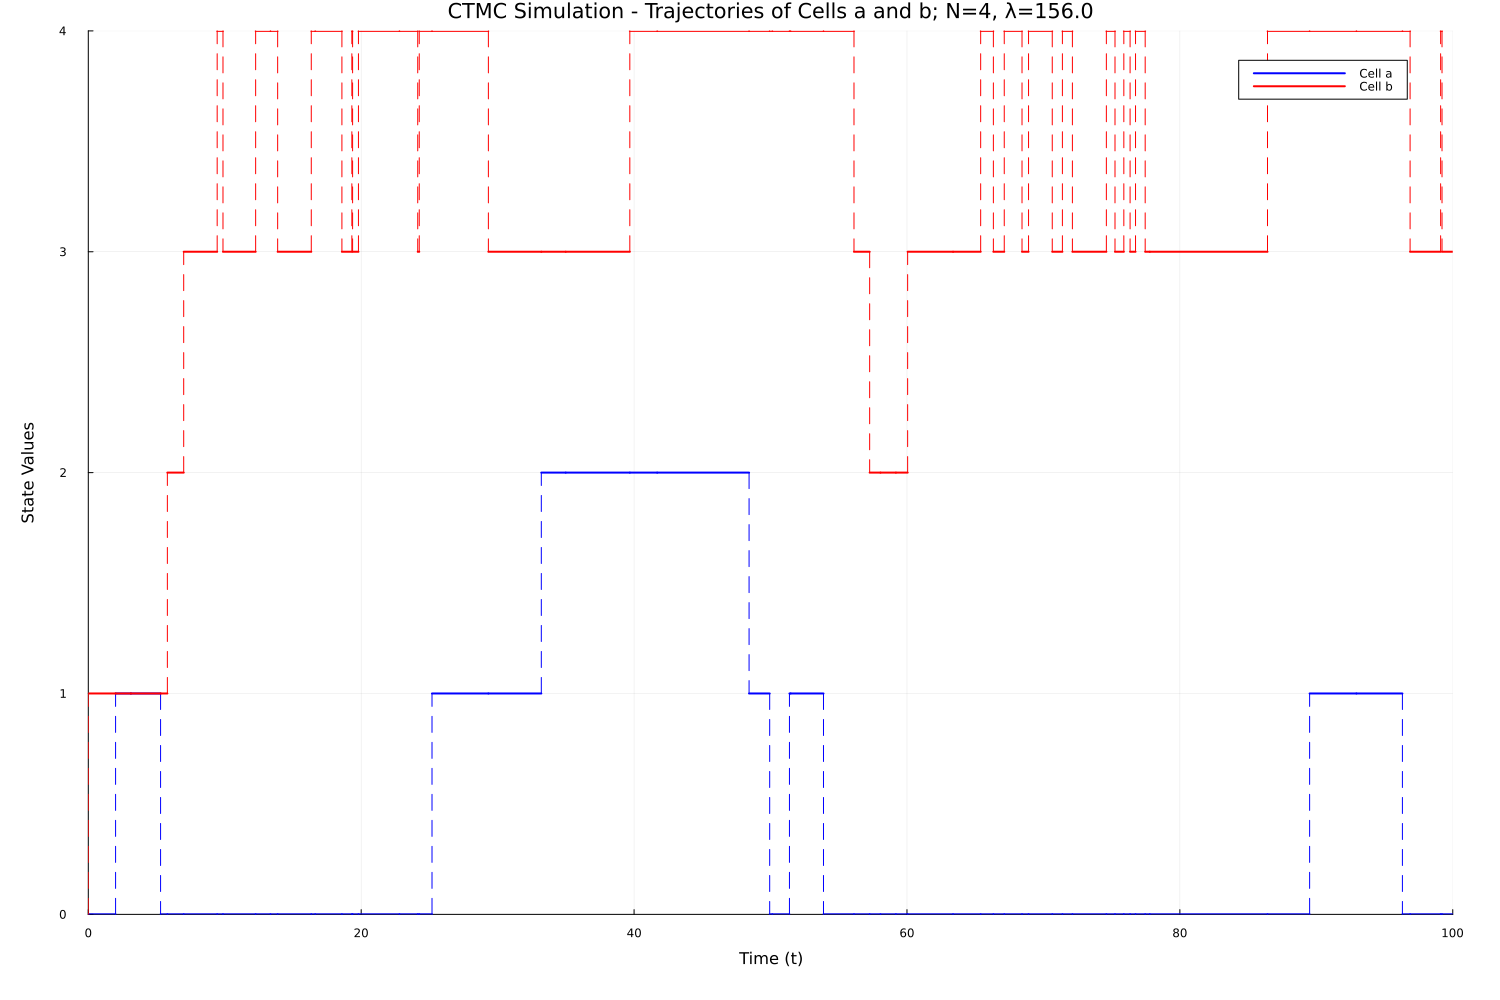 CTMC Simulation - Trajectories of Cells a and b; N=4, λ=156.0
4
Cell a
Cell b
3
State Values
2
1
0
0 20 40 60 80 100
Time (t)